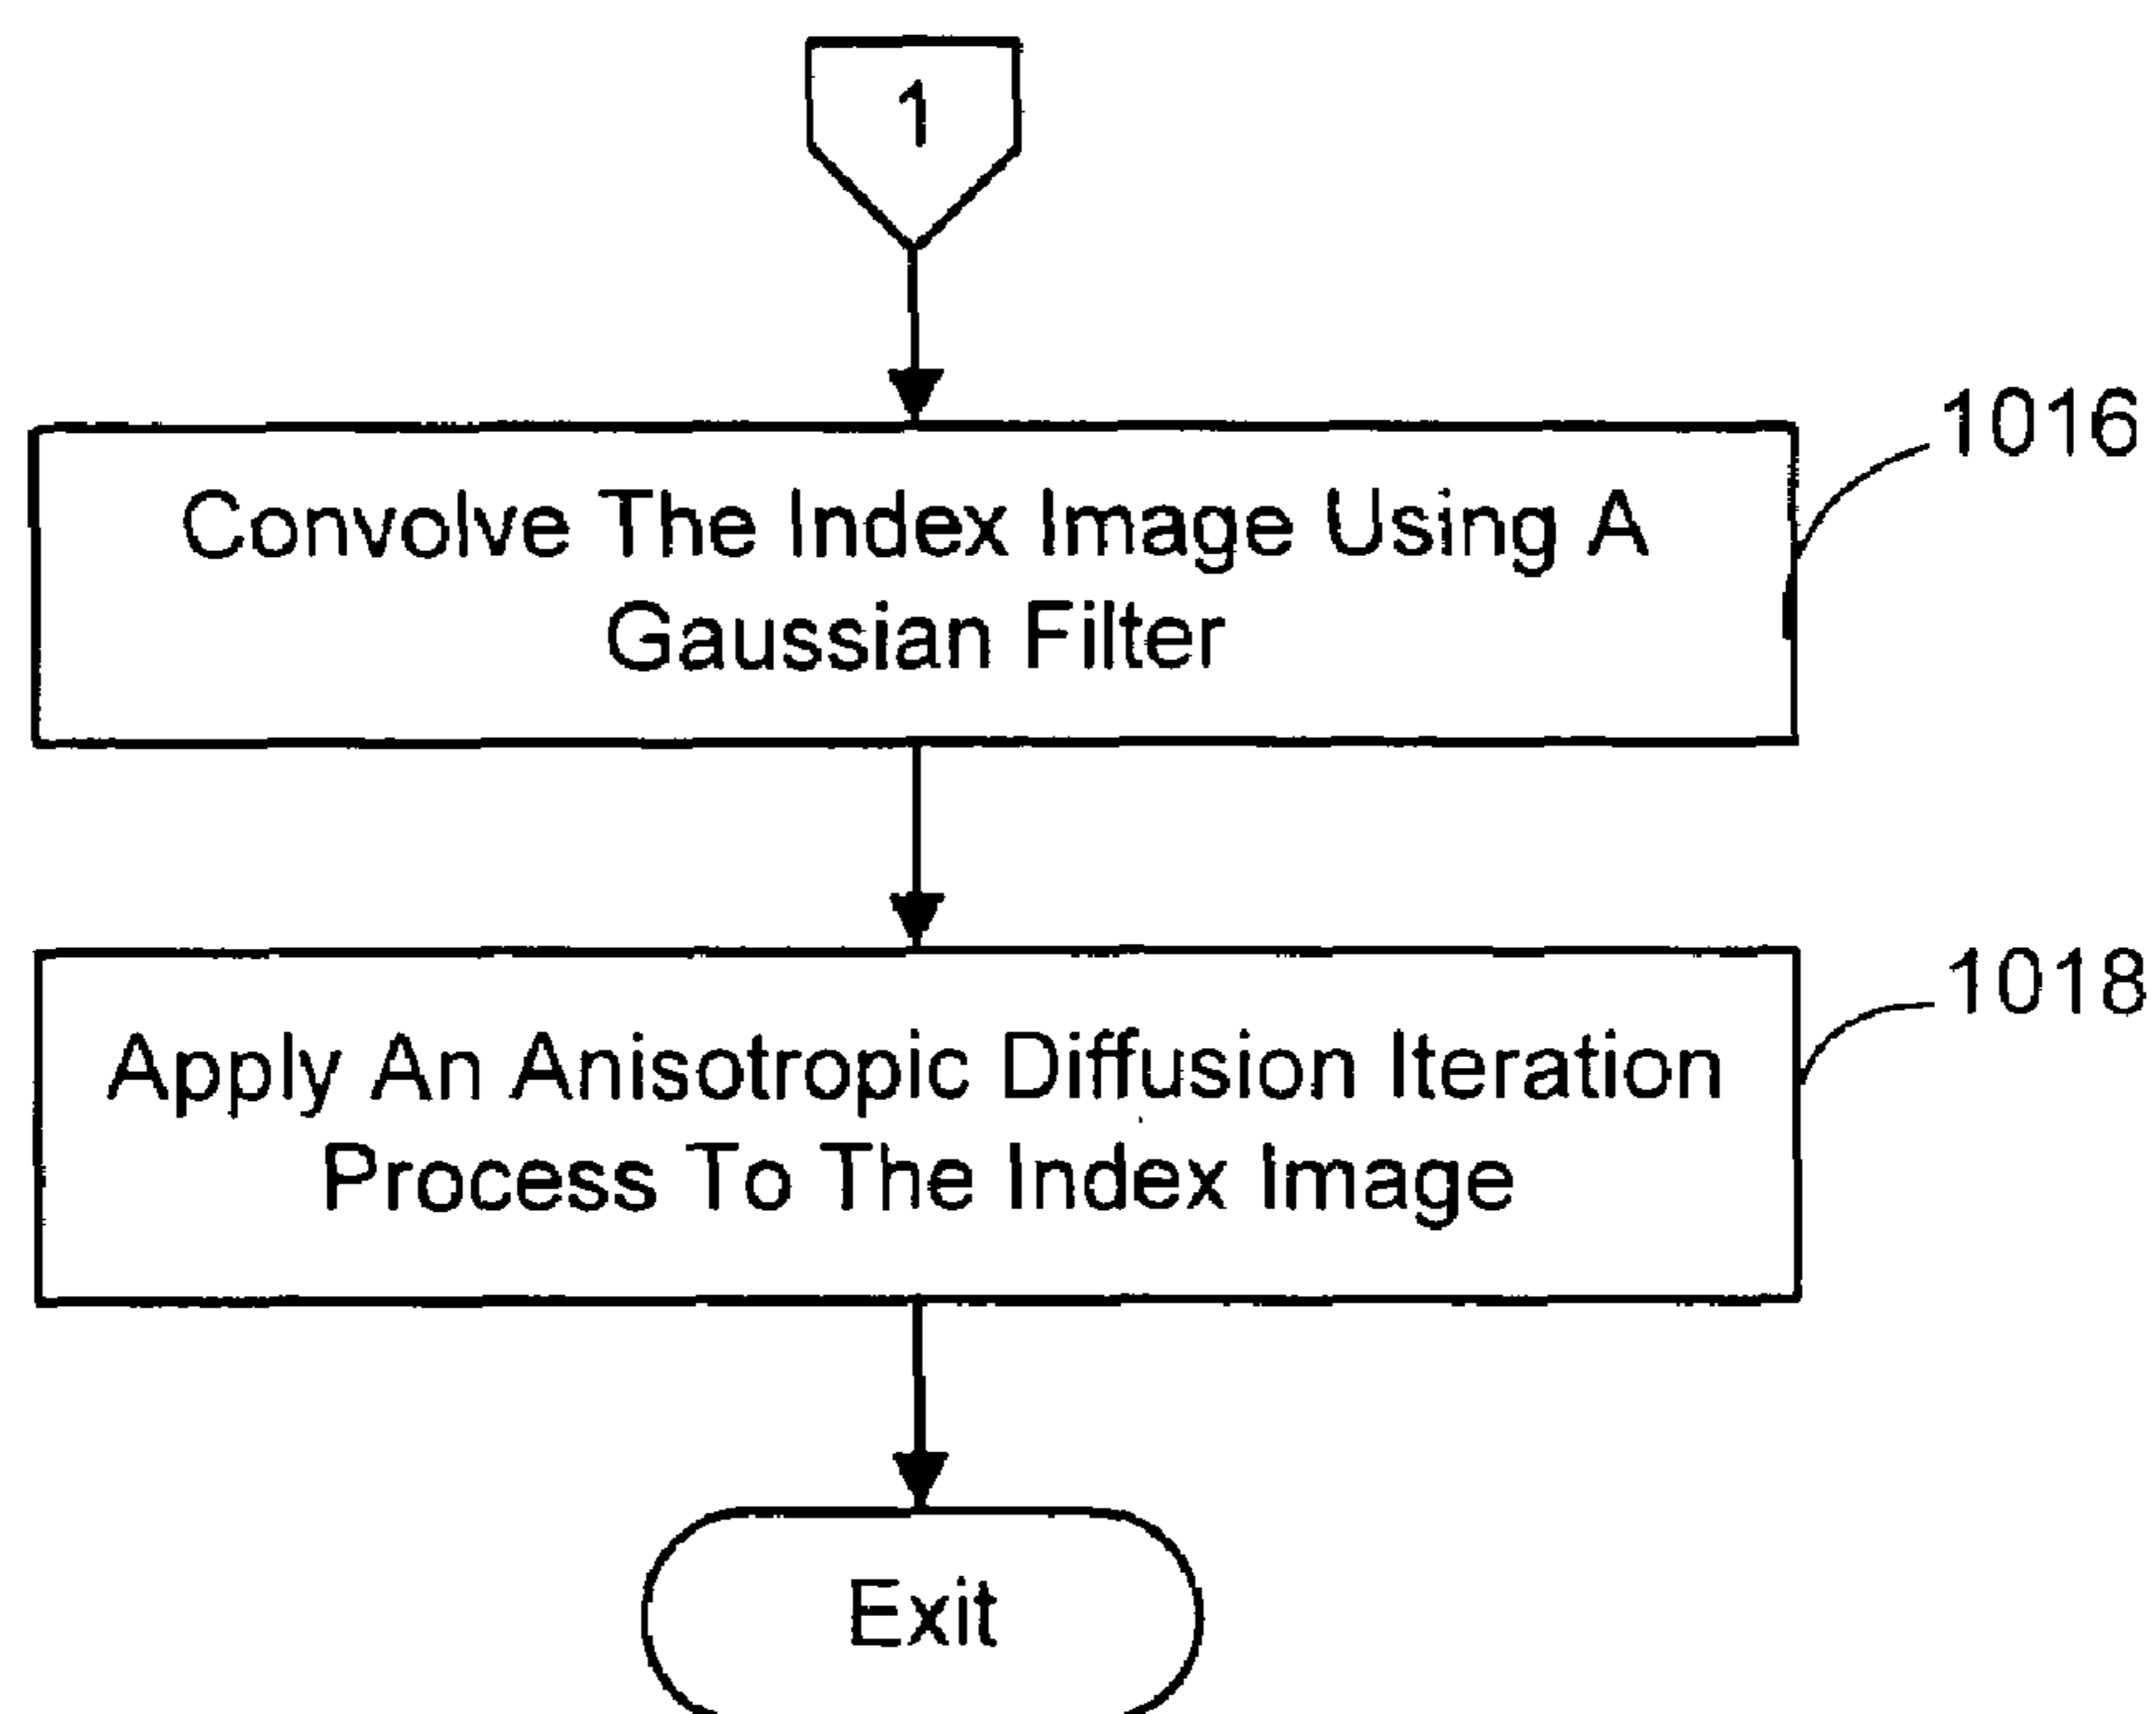 1
1016
Convolve The Index Image Using A
Gaussian Filter
1018
Apply An Anisotropic Diffusion Iteration
Process To The Index Image
Exit